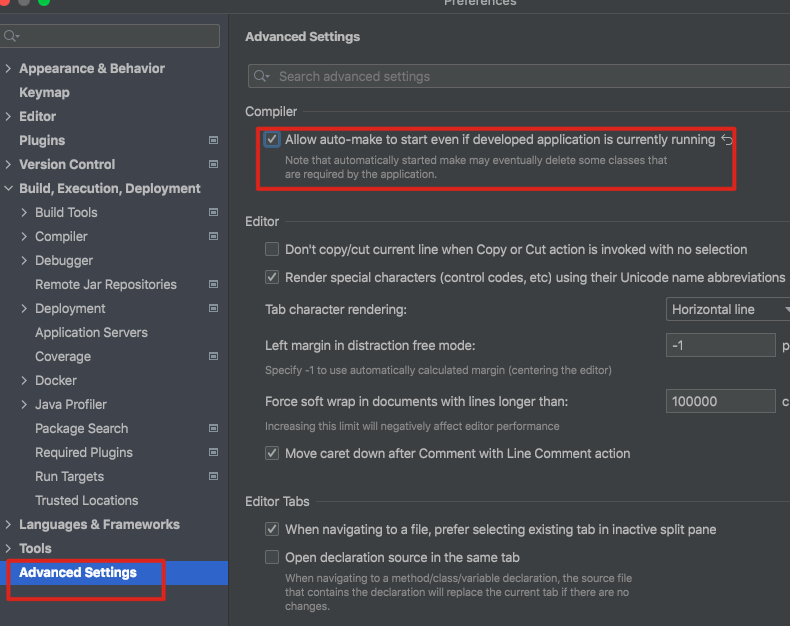 Preferences
Appearance & Behavior
Keymap
Editor
Plugins
Version Control
Build, Execution, Deployment
Build Tools
Compiler
Debugger
Remote Jar Repositories
Deployment
Application Servers
Coverage
Docker
Java Profiler
Package Search
Required Plugins
Run Targets
Trusted Locations
Languages & Frameworks
Tools
Advanced Settings
Advanced Settings
Search advanced settings
Compiler
Allow auto-make to start even if developed application is currently running
Note that automatically started make may eventually delete some classes that
are required by the application.
Editor
Don't copy/cut current line when Copy or Cut action is invoked with no selection
Render special characters (control codes, etc) using their Unicode name abbreviations
Tab character rendering: Horizontal line
Left margin in distraction free mode: -1 p
Specify -1 to use automatically calculated margin (centering the editor)
Force soft wrap in documents with lines longer than: 100000 c
Increasing this limit will negatively affect editor performance
Move caret down after Comment with Line Comment action
Editor Tabs
When navigating to a file, prefer selecting existing tab in inactive split pane
Open declaration source in the same tab
When navigating to a method/class/variable declaration, the source file
that contains the declaration will replace the current tab if there are no
changes.